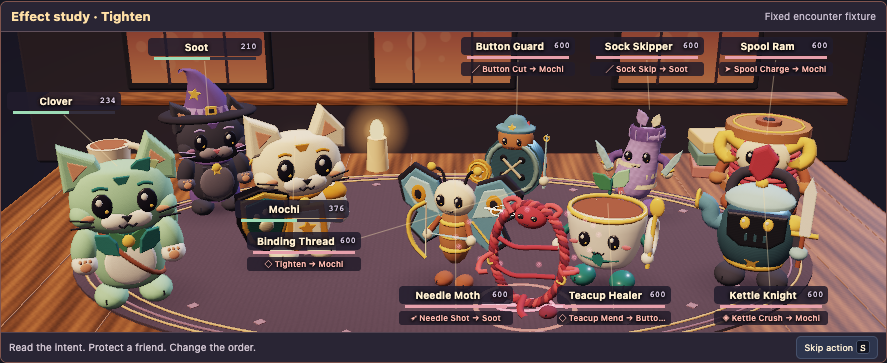 Effect study · Tighten
Fixed encounter fixture
Soot 210
Button Guard 600
Button Cut → Mochi
Sock Skipper 600
Sock Skip → Soot
Spool Ram 600
Spool Charge → Mochi
Clover 234
Mochi 376
Binding Thread 600
Tighten → Mochi
Needle Moth 600
Needle Shot → Soot
Teacup Healer 600
Teacup Mend → Butto...
Kettle Knight 600
Kettle Crush → Mochi
Read the intent. Protect a friend. Change the order.
Skip action S